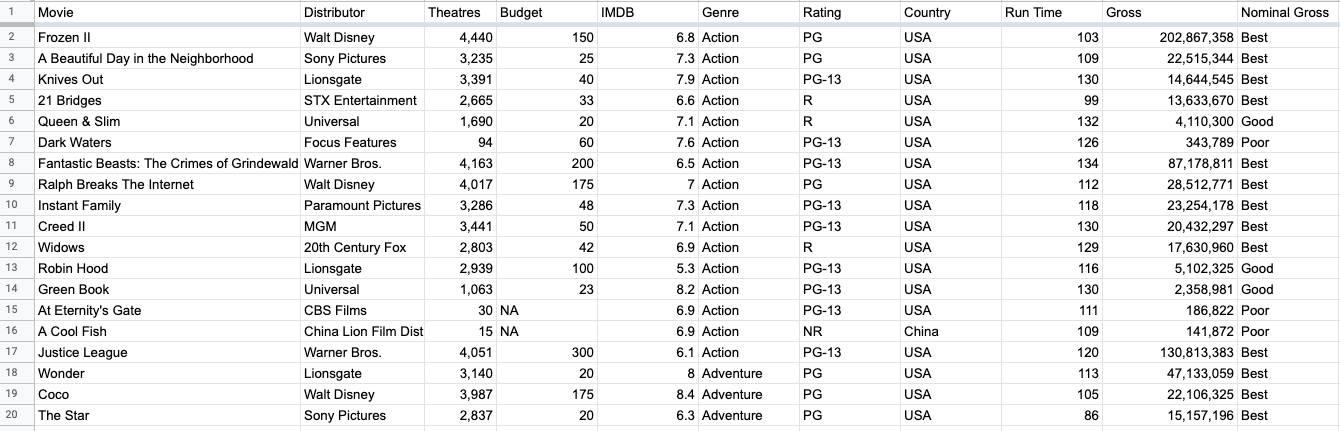 1 Movie Distributor Theatres Budget IMDB Genre Rating Country Run Time Gross Nominal Gross
2 Frozen II Walt Disney 4,440 150 6.8 Action PG USA 103 202,867,358 Best
3 A Beautiful Day in the Neighborhood Sony Pictures 3,235 25 7.3 Action PG USA 109 22,515,344 Best
4 Knives Out Lionsgate 3,391 40 7.9 Action PG-13 USA 130 14,644,545 Best
5 21 Bridges STX Entertainment 2,665 33 6.6 Action R USA 99 13,633,670 Best
6 Queen & Slim Universal 1,690 20 7.1 Action R USA 132 4,110,300 Good
7 Dark Waters Focus Features 94 60 7.6 Action PG-13 USA 126 343,789 Poor
8 Fantastic Beasts: The Crimes of Grindewald Warner Bros. 4,163 200 6.5 Action PG-13 USA 134 87,178,811 Best
9 Ralph Breaks The Internet Walt Disney 4,017 175 7 Action PG USA 112 28,512,771 Best
10 Instant Family Paramount Pictures 3,286 48 7.3 Action PG-13 USA 118 23,254,178 Best
11 Creed II MGM 3,441 50 7.1 Action PG-13 USA 130 20,432,297 Best
12 Widows 20th Century Fox 2,803 42 6.9 Action R USA 129 17,630,960 Best
13 Robin Hood Lionsgate 2,939 100 5.3 Action PG-13 USA 116 5,102,325 Good
14 Green Book Universal 1,063 23 8.2 Action PG-13 USA 130 2,358,981 Good
15 At Eternity's Gate CBS Films 30 NA 6.9 Action PG-13 USA 111 186,822 Poor
16 A Cool Fish China Lion Film Dist 15 NA 6.9 Action NR China 109 141,872 Poor
17 Justice League Warner Bros. 4,051 300 6.1 Action PG-13 USA 120 130,813,383 Best
18 Wonder Lionsgate 3,140 20 8 Adventure PG USA 113 47,133,059 Best
19 Coco Walt Disney 3,987 175 8.4 Adventure PG USA 105 22,106,325 Best
20 The Star Sony Pictures 2,837 20 6.3 Adventure PG USA 86 15,157,196 Best